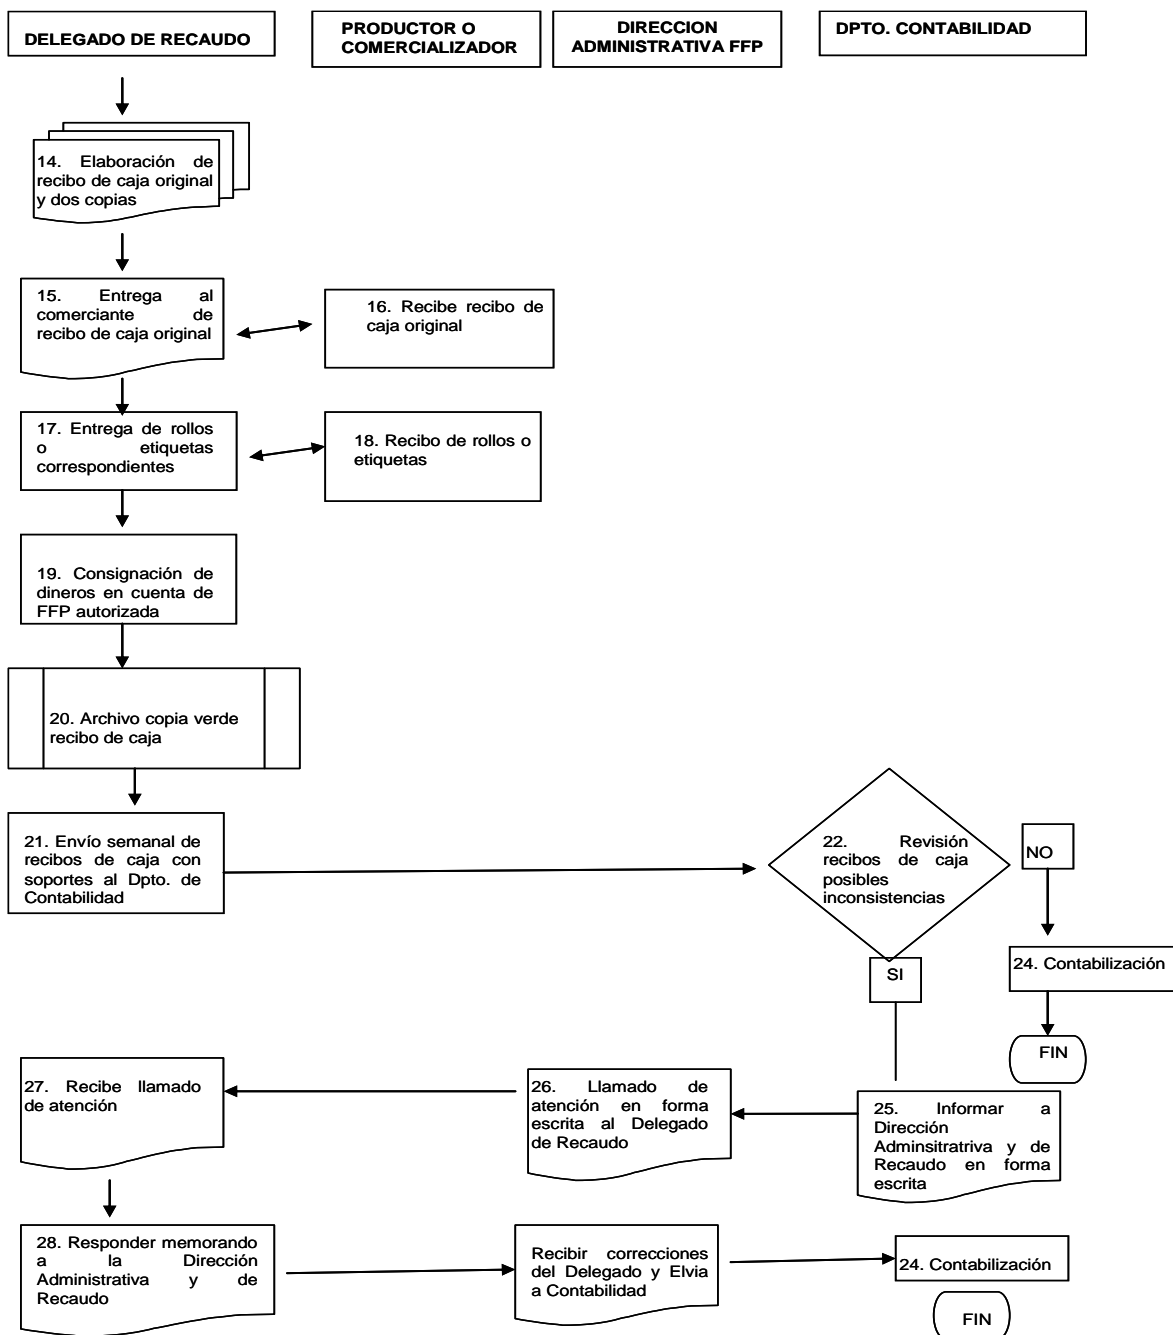 DELEGADO DE RECAUDO
PRODUCTOR O
COMERCIALIZADOR
DIRECCION
ADMINISTRATIVA FFP
DPTO. CONTABILIDAD
14. Elaboración de
recibo de caja original
y dos copias
15. Entrega al
comerciante de
recibo de caja original
16. Recibe recibo de
caja original
17. Entrega de rollos
o etiquetas
correspondientes
18. Recibo de rollos o
etiquetas
19. Consignación de
dineros en cuenta de
FFP autorizada
20. Archivo copia verde
recibo de caja
21. Envío semanal de
recibos de caja con
soportes al Dpto. de
Contabilidad
22. Revisión
recibos de caja
posibles
inconsistencias
NO
SI
24. Contabilización
FIN
27. Recibe llamado
de atención
26. Llamado de
atención en forma
escrita al Delegado
de Recaudo
25. Informar a
Dirección
Adminsitratriva y de
Recaudo en forma
escrita
28. Responder memorando
a la Dirección
Administrativa y de
Recaudo
Recibir correcciones
del Delegado y Elvia
a Contabilidad
24. Contabilización
FIN